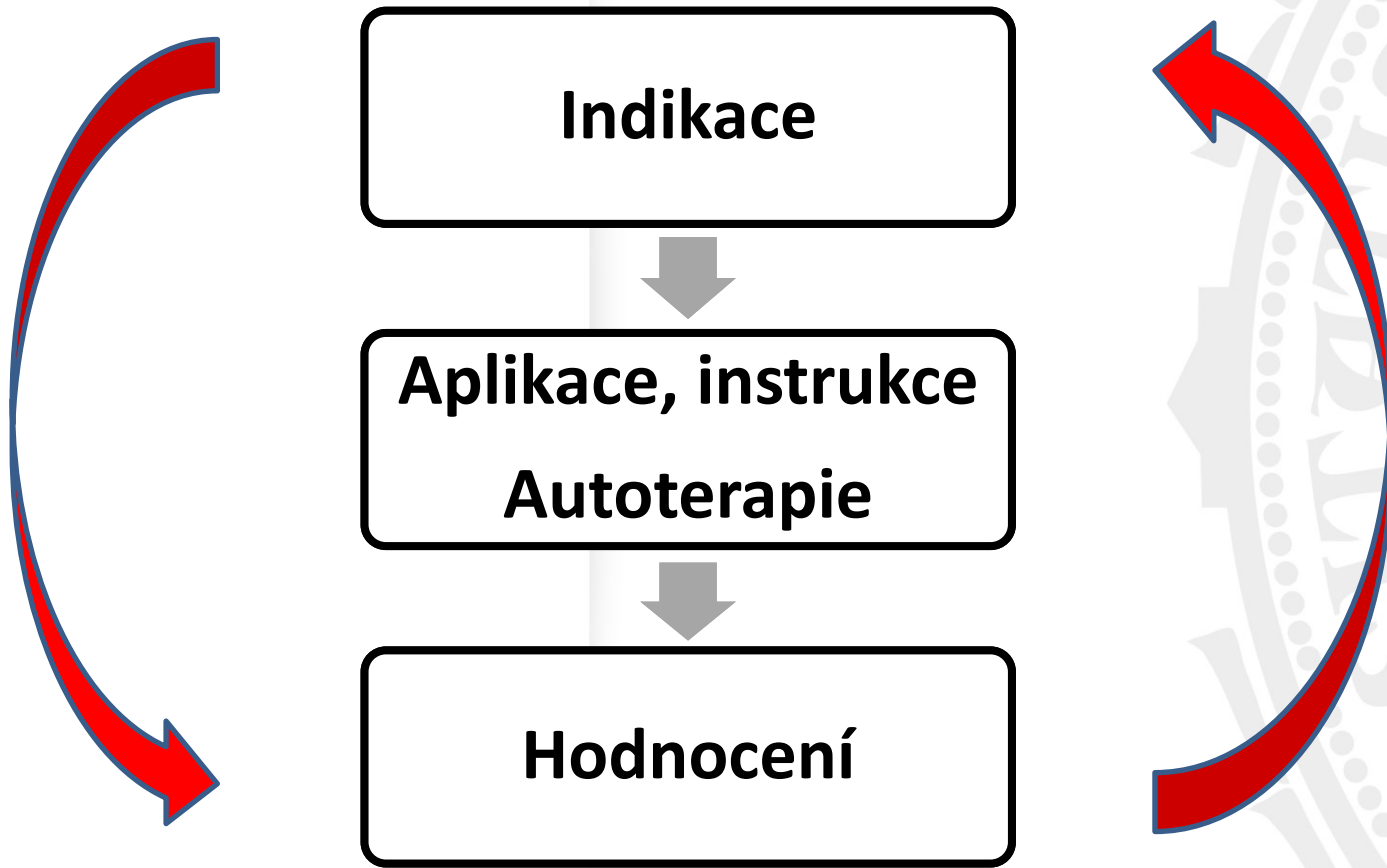 Indikace
Aplikace, instrukce
Autoterapie
Hodnocení